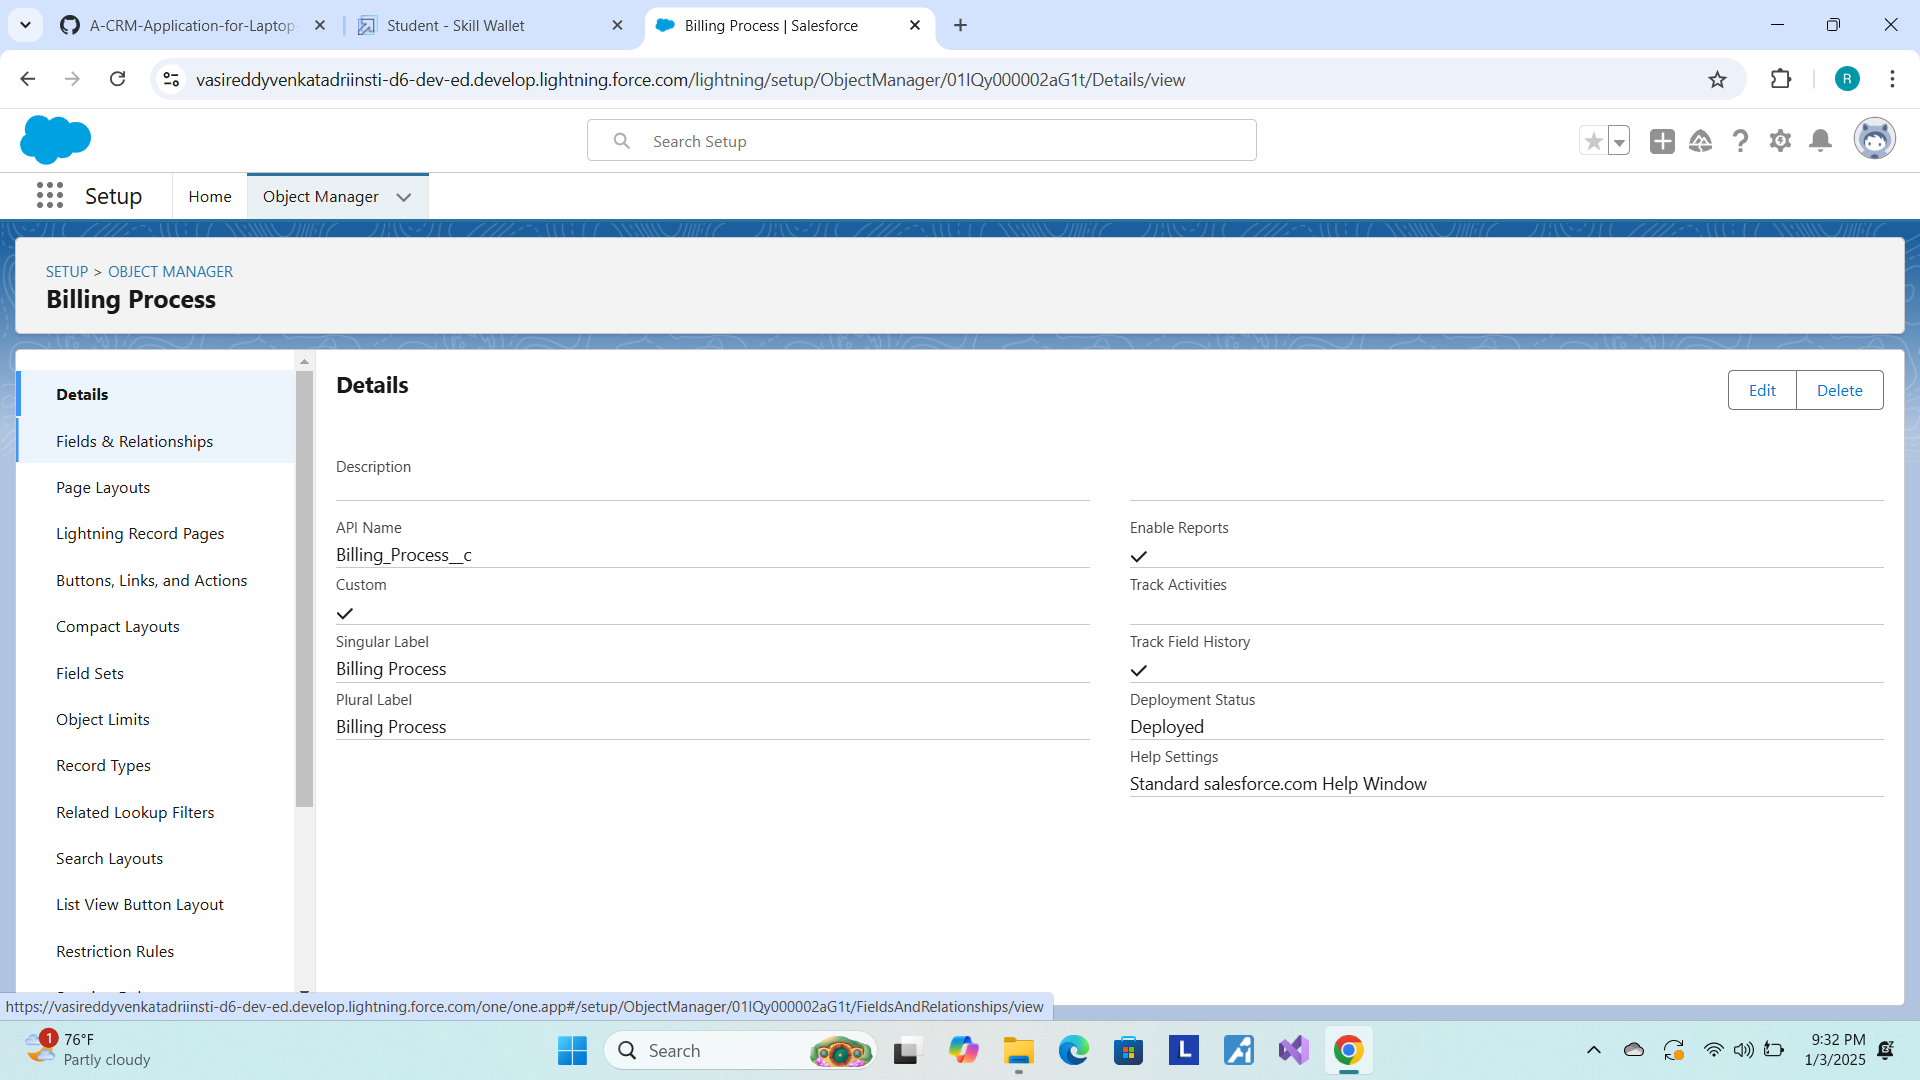 A-CRM-Application-for-Laptop-
Student - Skill Wallet
Billing Process | Salesforce
vasireddyvenkatadriinsti-d6-dev-ed.develop.lightning.force.com/lightning/setup/ObjectManager/01IQy000002aG1t/Details/view
R
Search Setup
Setup
Home
Object Manager
SETUP > OBJECT MANAGER
Billing Process
Details
Fields & Relationships
Page Layouts
Lightning Record Pages
Buttons, Links, and Actions
Compact Layouts
Field Sets
Object Limits
Record Types
Related Lookup Filters
Search Layouts
List View Button Layout
Restriction Rules
Details
Edit
Delete
Description
API Name
Billing_Process__c
Custom
Singular Label
Billing Process
Plural Label
Billing Process
Enable Reports
Track Activities
Track Field History
Deployment Status
Deployed
Help Settings
Standard salesforce.com Help Window
https://vasireddyvenkatadriinsti-d6-dev-ed.develop.lightning.force.com/one/one.app#/setup/ObjectManager/01IQy000002aG1t/FieldsAndRelationships/view
1
76°F
Partly cloudy
Search
L
9:32 PM
1/3/2025